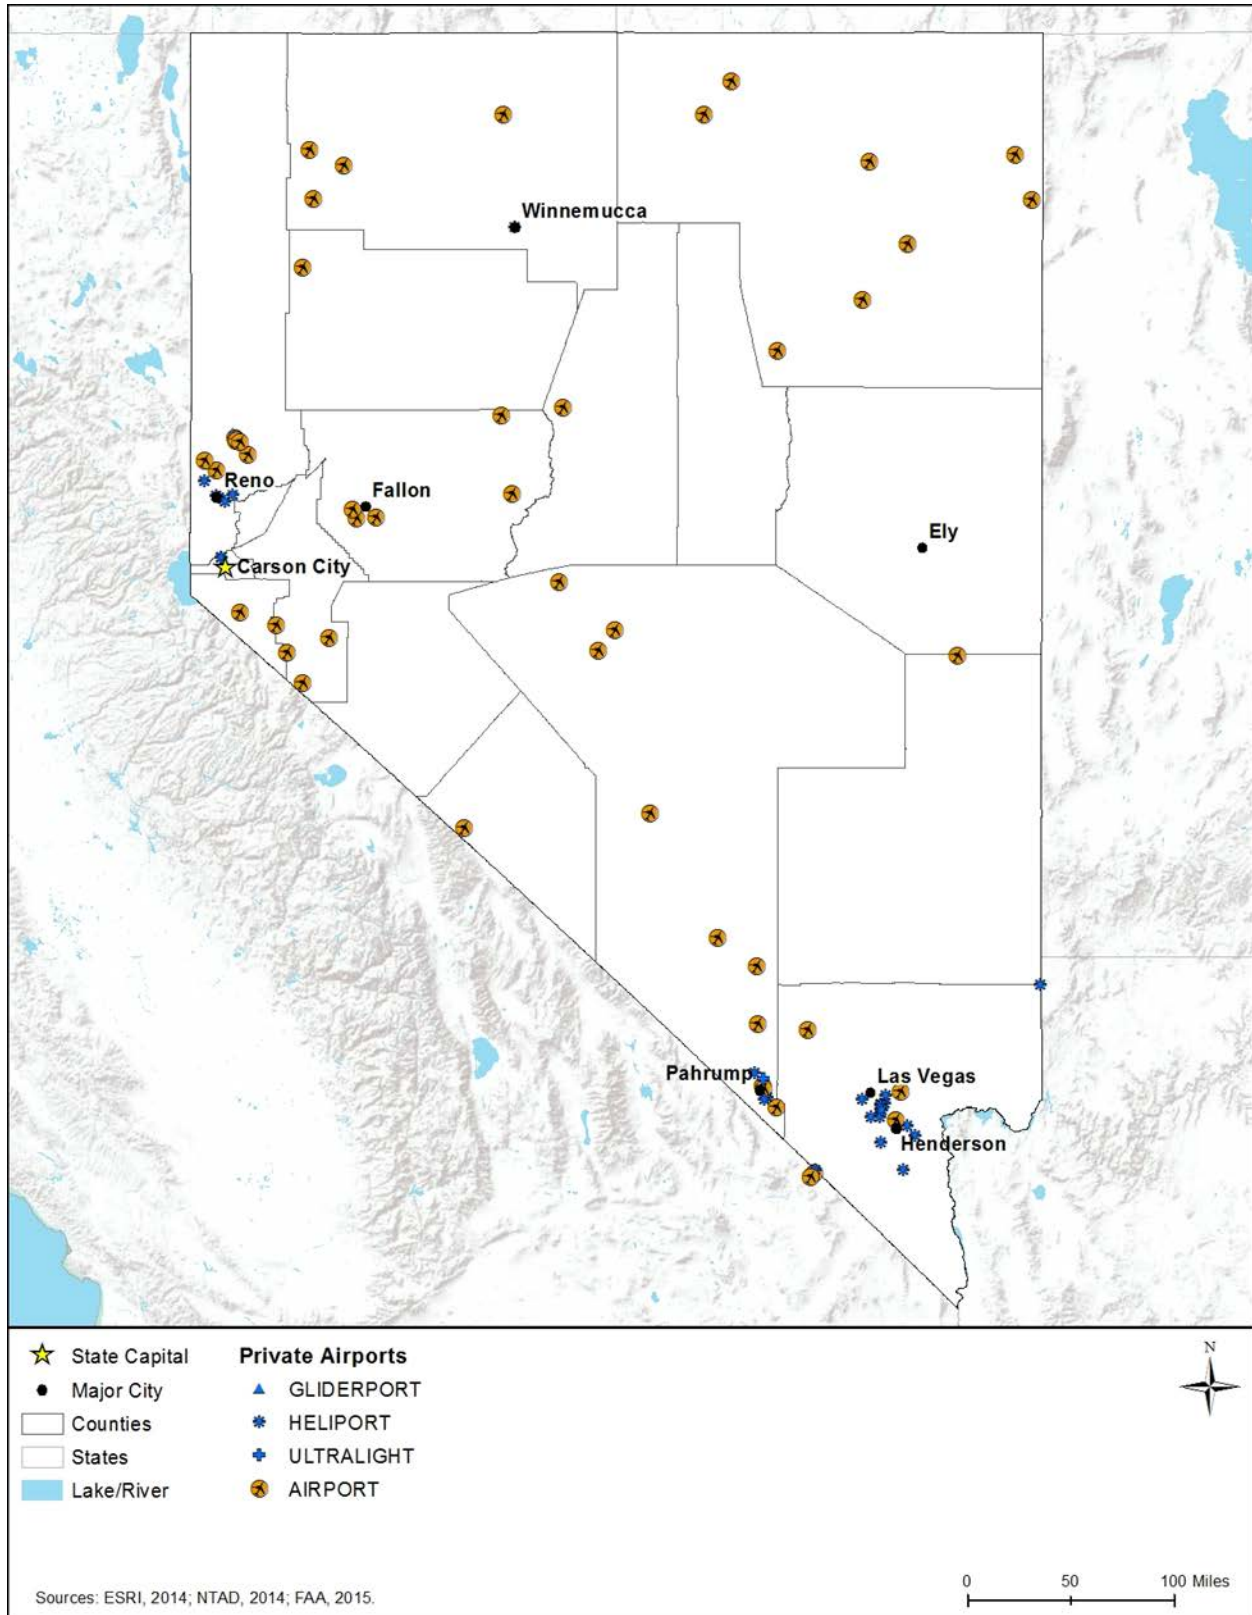 Winnemucca
Reno
Fallon
Ely
Carson City
Pahrump
Las Vegas
Henderson
State Capital
Major City
Counties
States
Lake/River
Private Airports
GLIDERPORT
HELIPORT
ULTRALIGHT
AIRPORT
N
Sources: ESRI, 2014; NTAD, 2014; FAA, 2015.
0 50 100 Miles